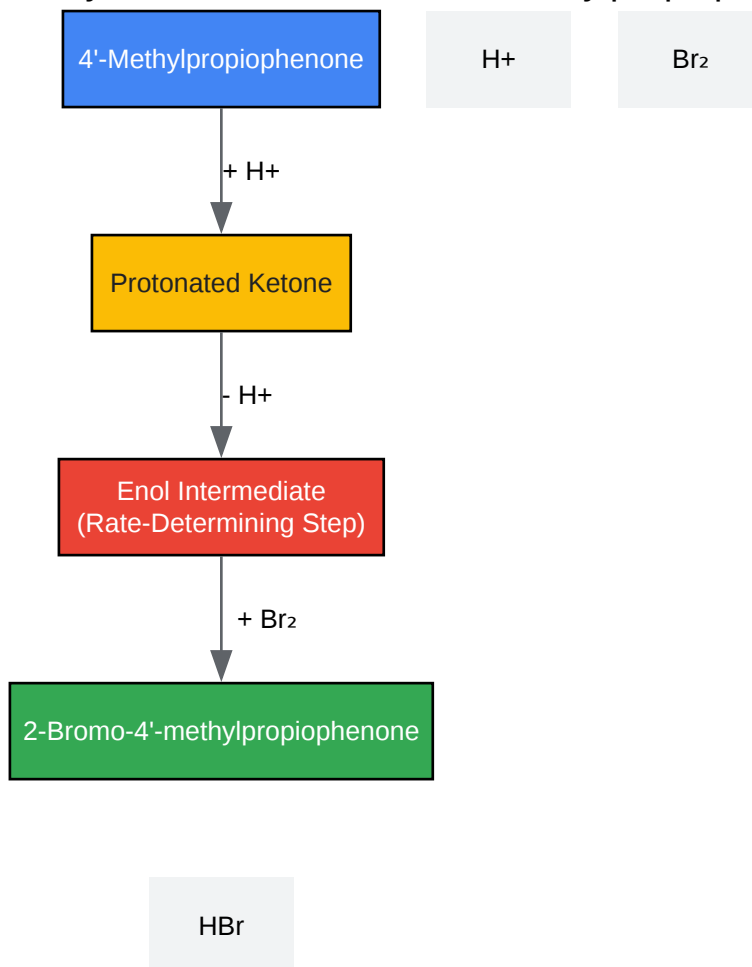 4'-Methylpropiophenone
H+
Br₂
+ H+
Protonated Ketone
- H+
Enol Intermediate
(Rate-Determining Step)
+ Br₂
2-Bromo-4'-methylpropiophenone
HBr